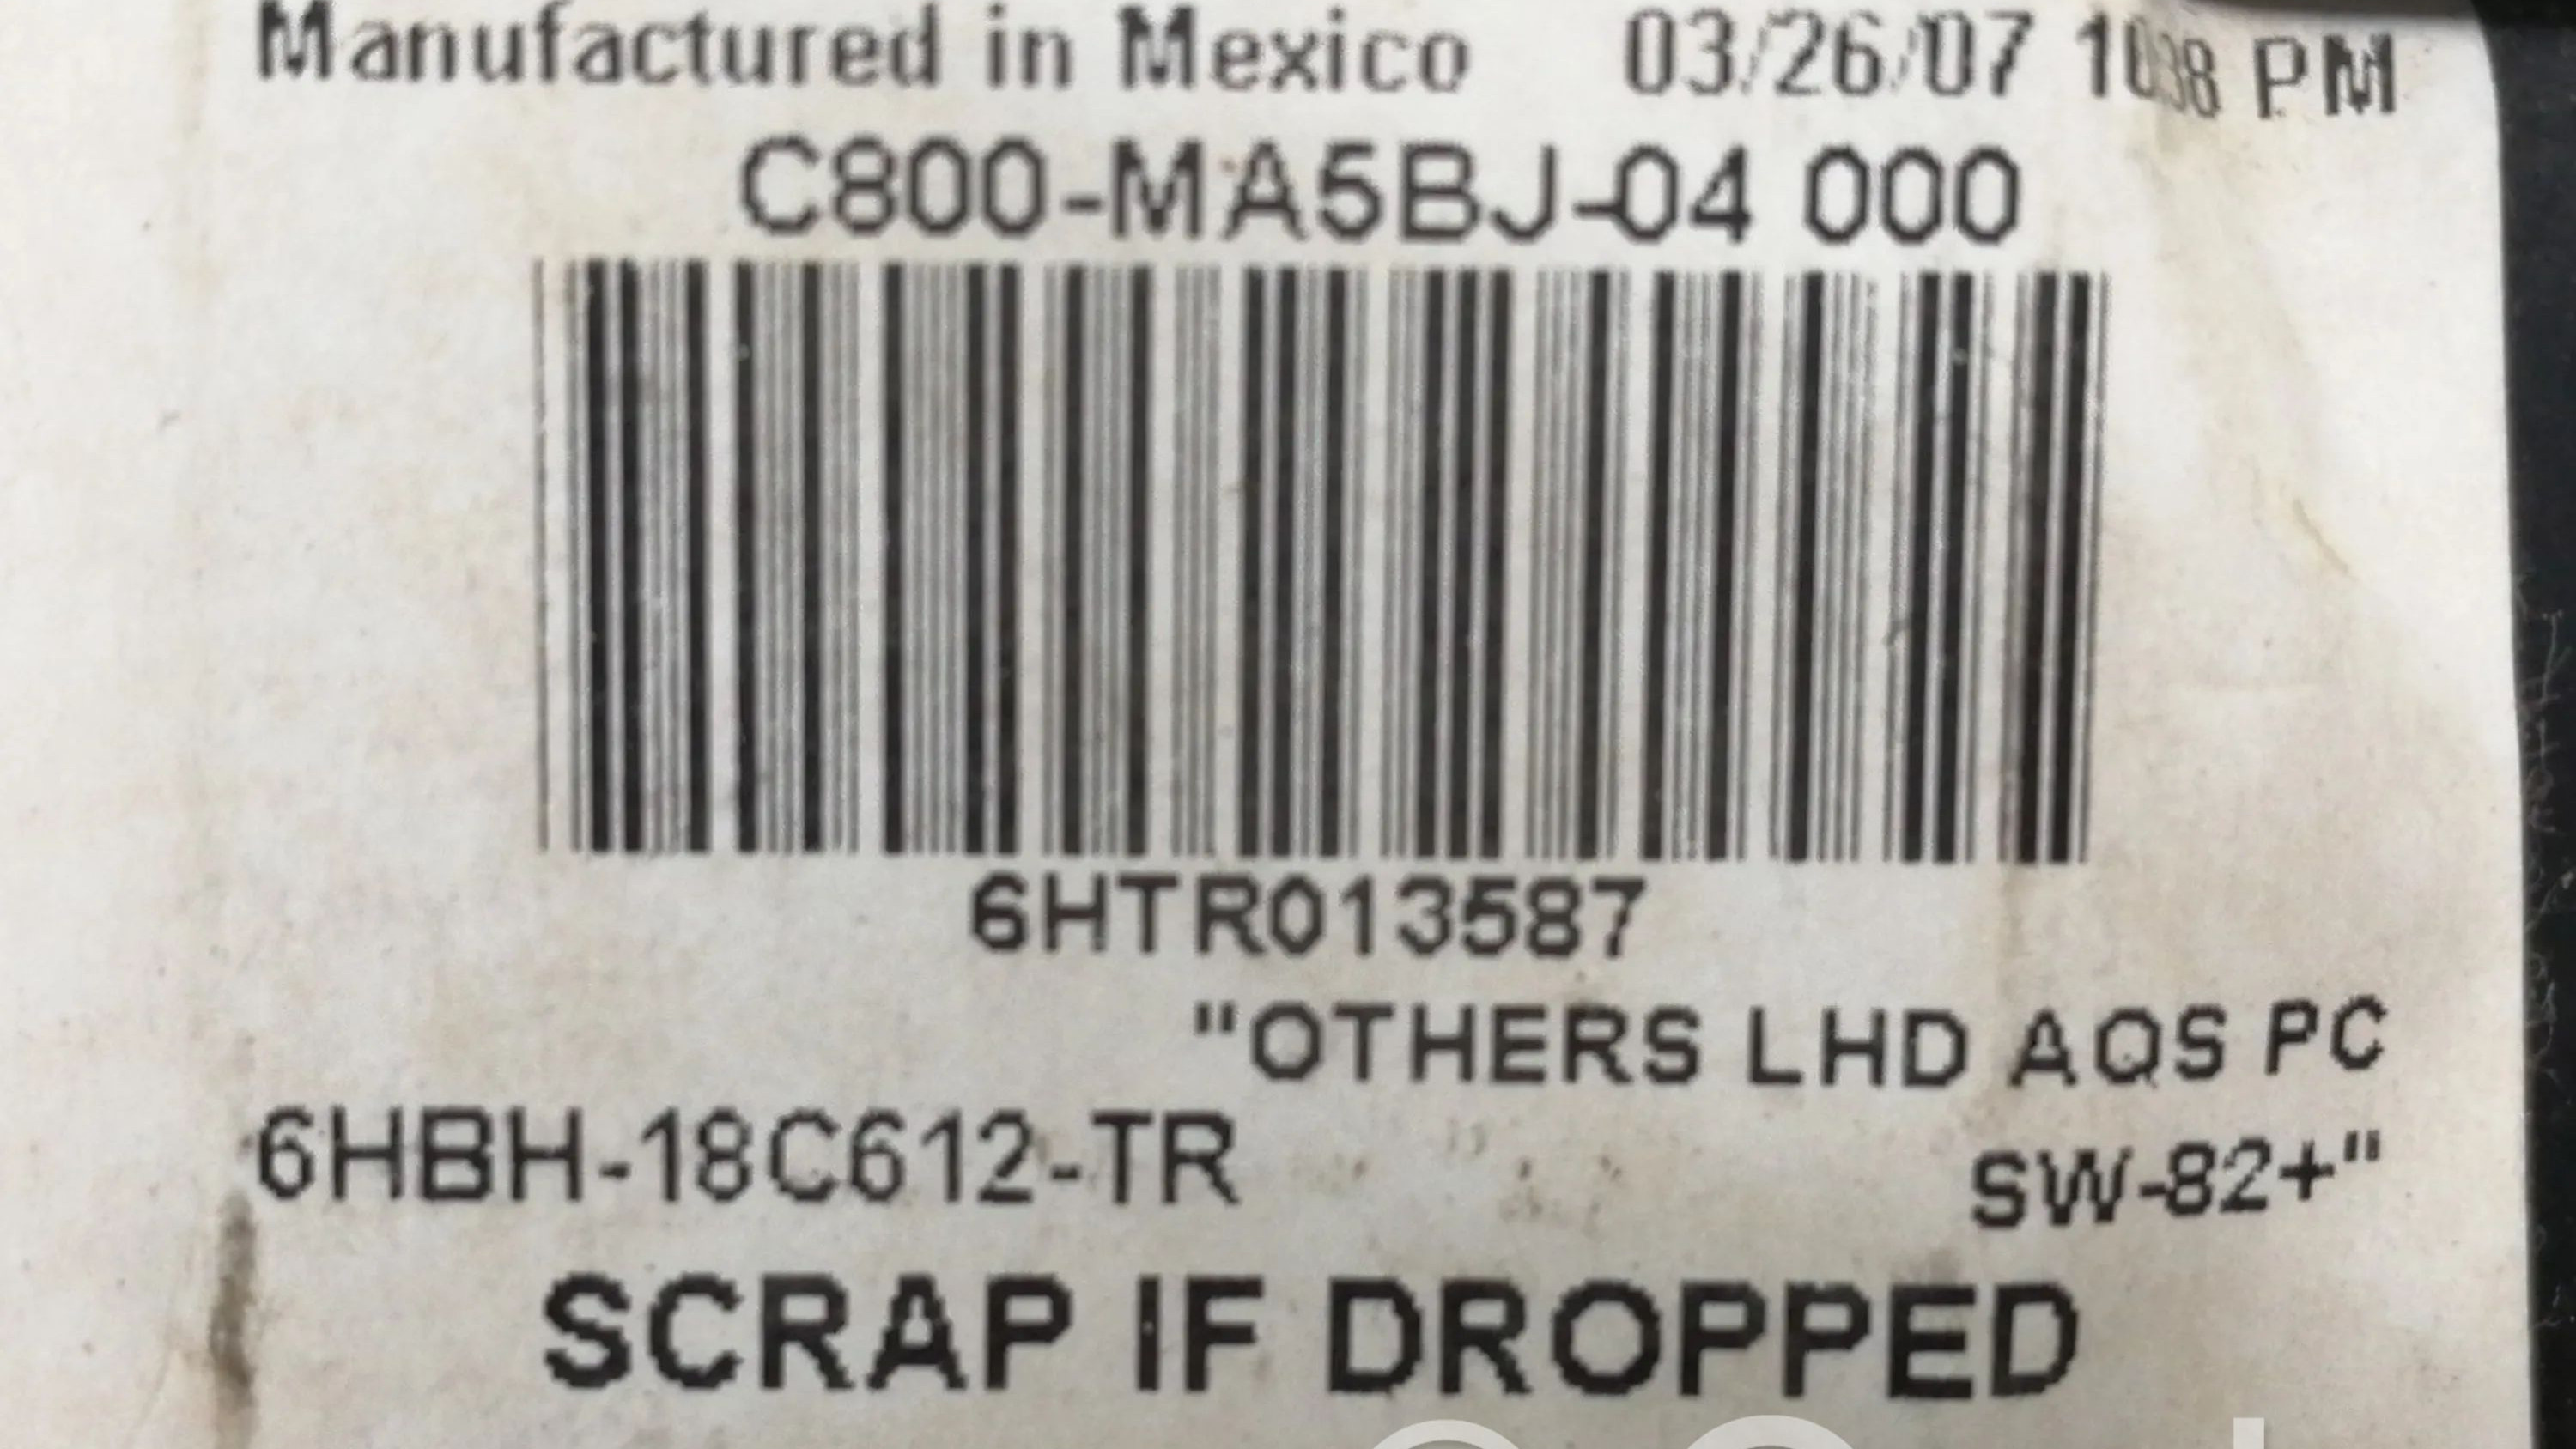 Manufactured in Mexico 03/26/07 PM
C800-MA5BJ-04 000
6HTR013587
"OTHERS LHD AQS PC
6HBH-18C612-TR SW-82+"
SCRAP IF DROPPED